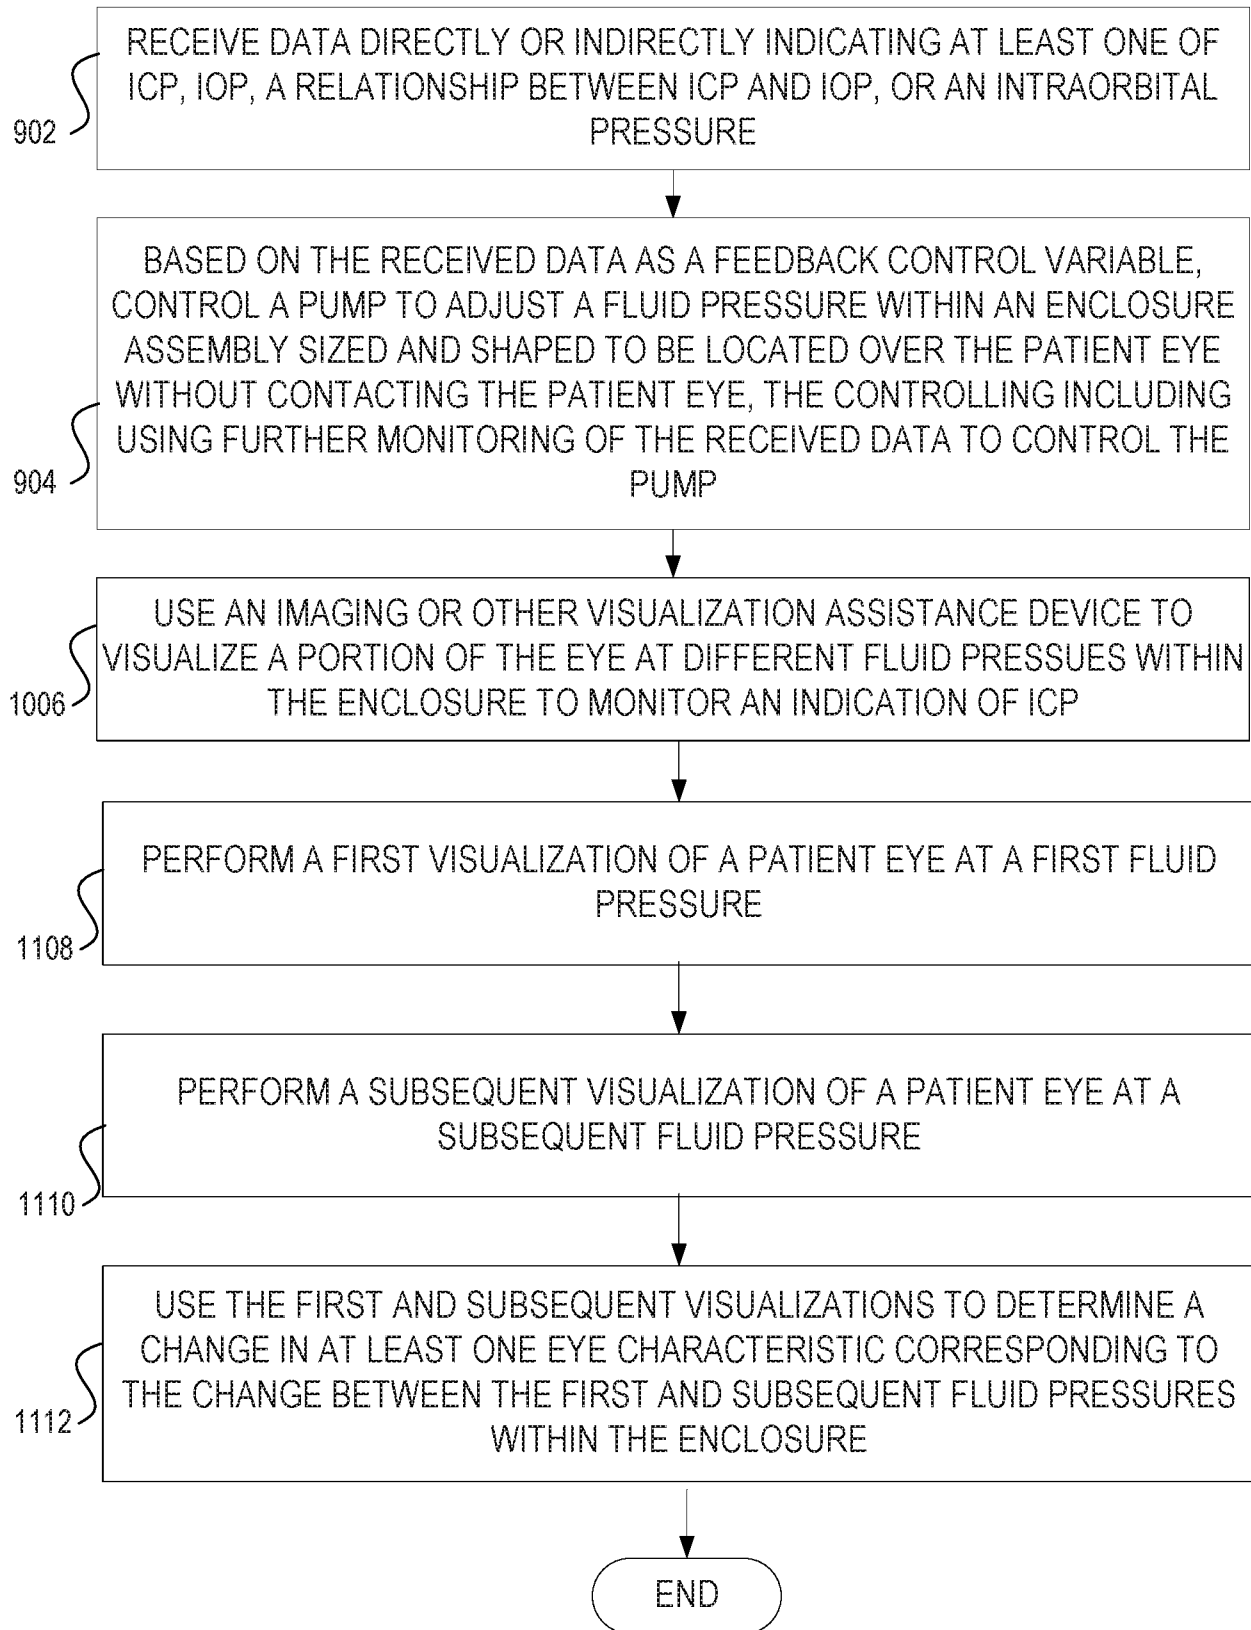 RECEIVE DATA DIRECTLY OR INDIRECTLY INDICATING AT LEAST ONE OF
ICP, IOP, A RELATIONSHIP BETWEEN ICP AND IOP, OR AN INTRAORBITAL
PRESSURE
902
BASED ON THE RECEIVED DATA AS A FEEDBACK CONTROL VARIABLE,
CONTROL A PUMP TO ADJUST A FLUID PRESSURE WITHIN AN ENCLOSURE
ASSEMBLY SIZED AND SHAPED TO BE LOCATED OVER THE PATIENT EYE
WITHOUT CONTACTING THE PATIENT EYE, THE CONTROLLING INCLUDING
USING FURTHER MONITORING OF THE RECEIVED DATA TO CONTROL THE
PUMP
904
USE AN IMAGING OR OTHER VISUALIZATION ASSISTANCE DEVICE TO
VISUALIZE A PORTION OF THE EYE AT DIFFERENT FLUID PRESSUES WITHIN
THE ENCLOSURE TO MONITOR AN INDICATION OF ICP
1006
PERFORM A FIRST VISUALIZATION OF A PATIENT EYE AT A FIRST FLUID
PRESSURE
1108
PERFORM A SUBSEQUENT VISUALIZATION OF A PATIENT EYE AT A
SUBSEQUENT FLUID PRESSURE
1110
USE THE FIRST AND SUBSEQUENT VISUALIZATIONS TO DETERMINE A
CHANGE IN AT LEAST ONE EYE CHARACTERISTIC CORRESPONDING TO
THE CHANGE BETWEEN THE FIRST AND SUBSEQUENT FLUID PRESSURES
WITHIN THE ENCLOSURE
1112
END